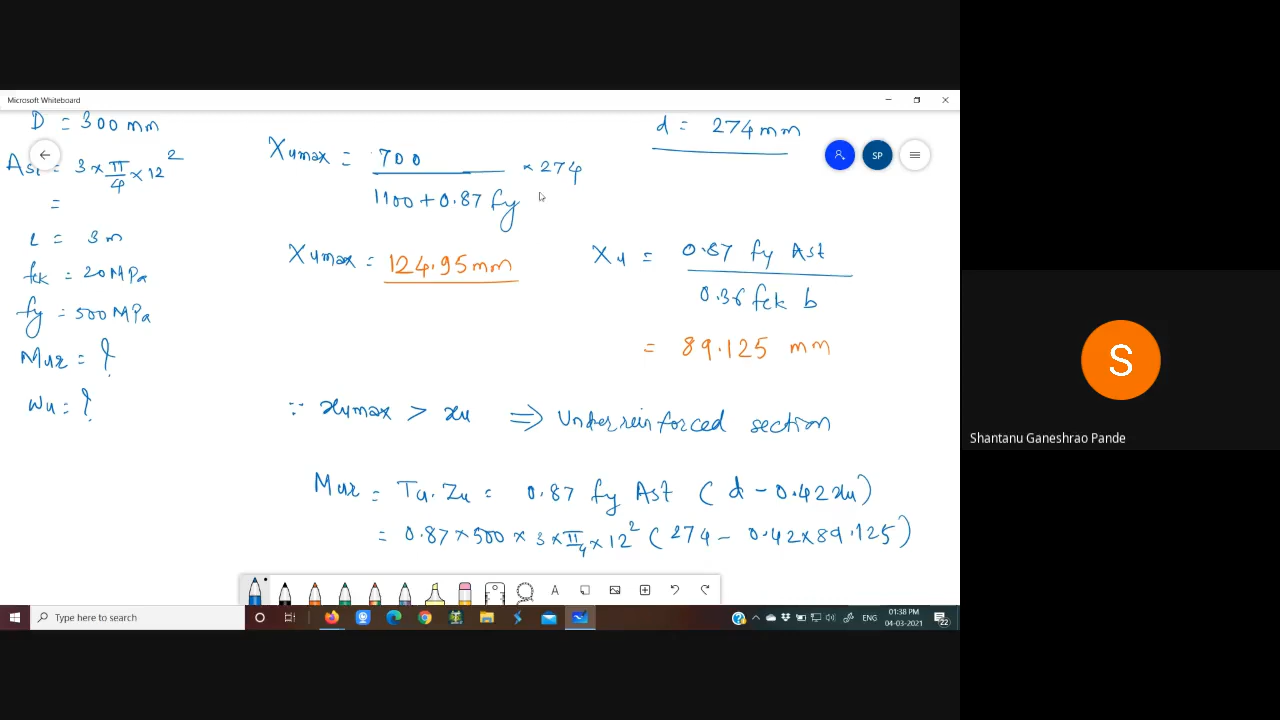 Microsoft Whiteboard
D = 300 mm
Ast = 3 × π/4 × 12²
=
L = 3m
fck = 20 MPa
fy = 500 MPa
Mur = ?
Wu = ?
Xumax = 700 / 1100 + 0.87 fy × 274
d = 274 mm
Xumax = 124.95 mm
Xu = 0.87 fy Ast / 0.36 fck b
= 89.125 mm
∵ xumax > xu ⇒ Underreinforced section
Mur = Tu. Zu = 0.87 fy Ast (d - 0.42 xu)
= 0.87 × 500 × 3 × π/4 × 12² (274 - 0.42 × 89.125)
SP
S
Shantanu Ganeshrao Pande
A
Type here to search
ENG
01:38 PM
04-03-2021
22